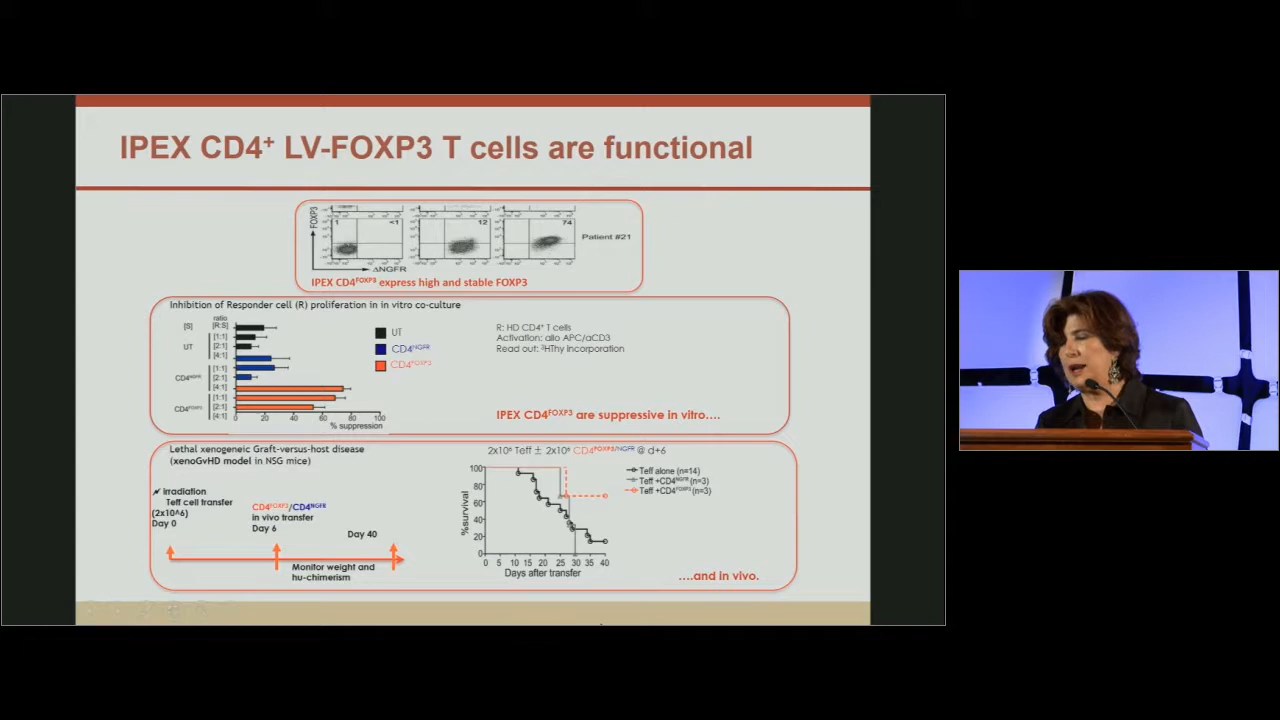 IPEX CD4⁺ LV-FOXP3 T cells are functional
FOXP3
1 <1 12 74
Patient #21
ΔNGFR
IPEX CD4ᶠᴼˣᴾ³ express high and stable FOXP3
Inhibition of Responder cell (R) proliferation in in vitro co-culture
ratio
[S] [R:S]
[1:1]
UT [2:1]
[4:1]
[1:1]
CD4ᴺᴳᶠᴿ [2:1]
[4:1]
[1:1]
CD4ᶠᴼˣᴾ³ [2:1]
[4:1]
0 20 40 60 80 100
% suppression
UT
CD4ᴺᴳᶠᴿ
CD4ᶠᴼˣᴾ³
R: HD CD4⁺ T cells
Activation: allo APC/aCD3
Read out: ³HThy incorporation
IPEX CD4ᶠᴼˣᴾ³ are suppressive in vitro….
Lethal xenogeneic Graft-versus-host disease
(xenoGvHD model in NSG mice)
irradiation
Teff cell transfer
(2x10^6)
Day 0
CD4ᶠᴼˣᴾ³/CD4ᴺᴳᶠᴿ
in vivo transfer
Day 6
Day 40
Monitor weight and
hu-chimerism
2x10⁶ Teff ± 2x10⁶ CD4ᶠᴼˣᴾ³/ᴺᴳᶠᴿ @ d+6
%survival
100
80
60
40
20
0
0 5 10 15 20 25 30 35 40
Days after transfer
Teff alone (n=14)
Teff +CD4ᴺᴳᶠᴿ (n=3)
Teff +CD4ᶠᴼˣᴾ³ (n=3)
….and in vivo.